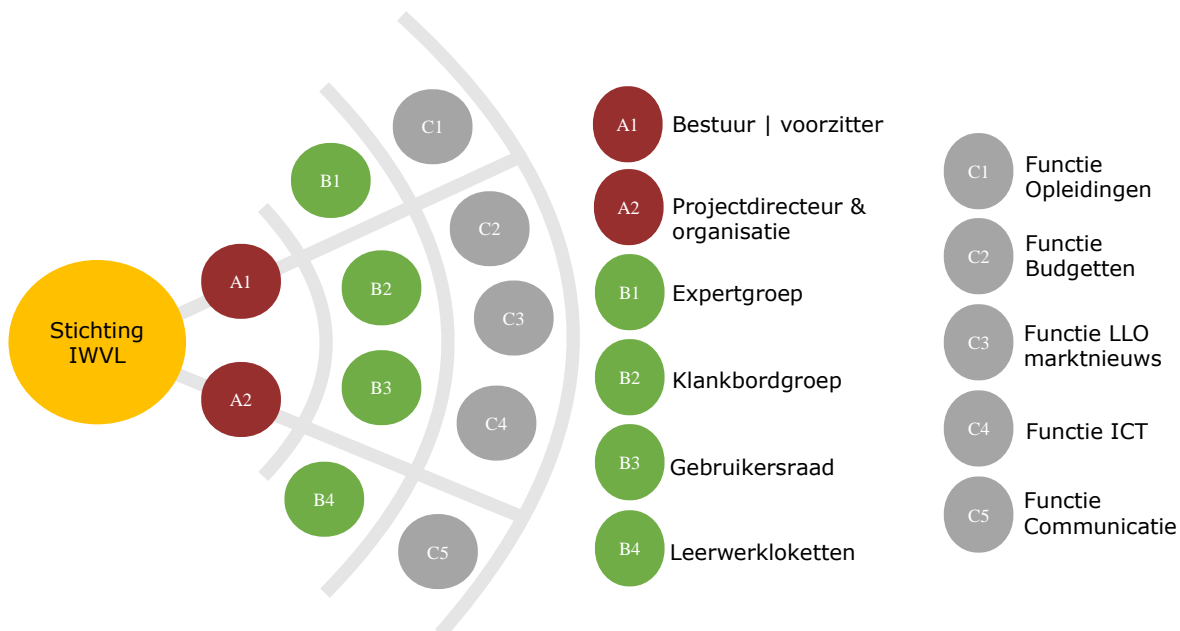 Stichting
IWVL
A1
A2
B1
B2
B3
B4
C1
C2
C3
C4
C5
A1
Bestuur | voorzitter
A2
Projectdirecteur &
organisatie
B1
Expertgroep
B2
Klankbordgroep
B3
Gebruikersraad
B4
Leerwerkloketten
C1
Functie
Opleidingen
C2
Functie
Budgetten
C3
Functie LLO
marktnieuws
C4
Functie ICT
C5
Functie
Communicatie